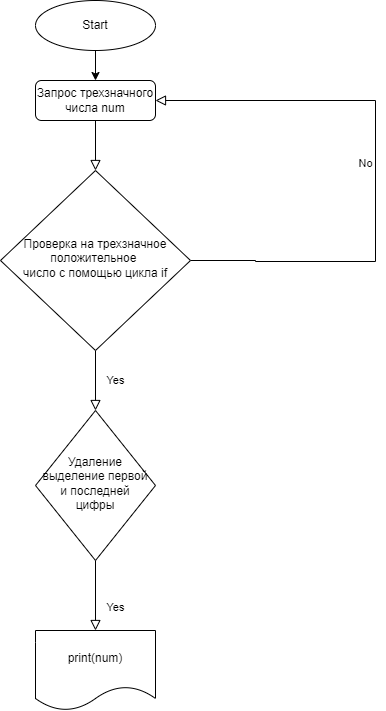 Start
Запрос трехзначного
числа num
No
Проверка на трехзначное
положительное
число с помощью цикла if
Yes
Удаление
выделение первой
и последней
цифры
Yes
print(num)